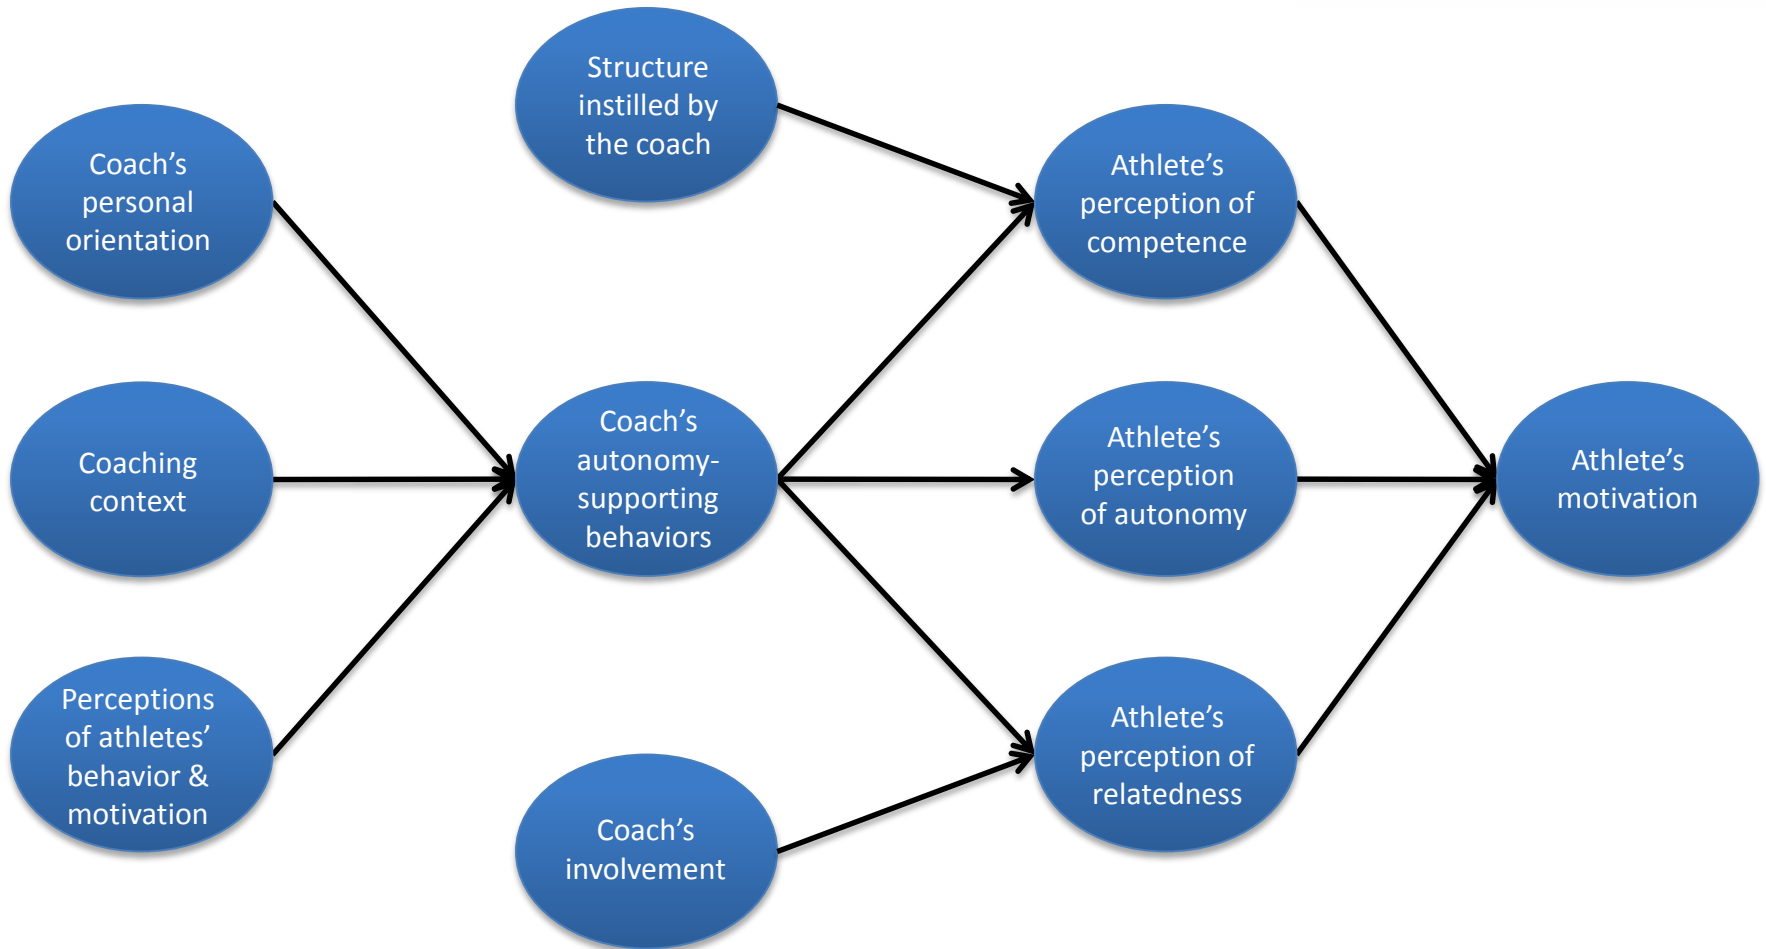 Structure
instilled by
the coach
Coach’s
personal
orientation
Athlete’s
perception of
competence
Coaching
context
Coach’s
autonomy-
supporting
behaviors
Athlete’s
perception
of autonomy
Athlete’s
motivation
Perceptions
of athletes’
behavior &
motivation
Athlete’s
perception of
relatedness
Coach’s
involvement